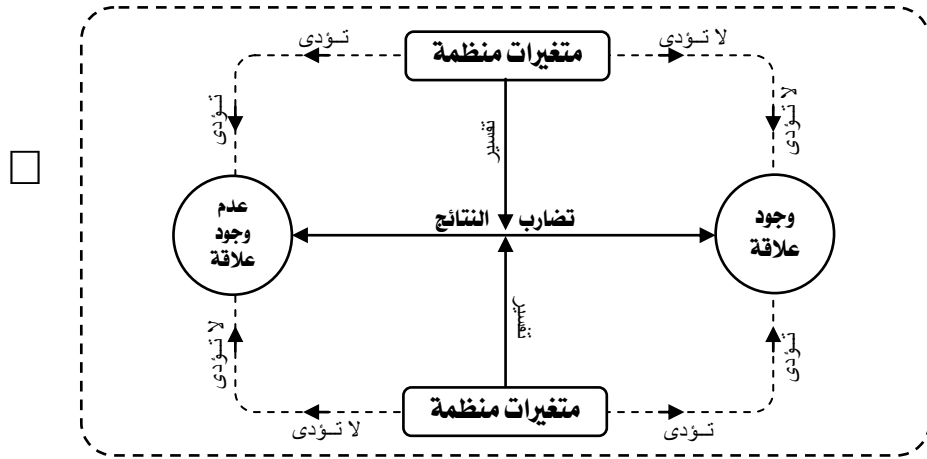 لا تـؤدى
متغيرات منظمة
تـؤدى
لا تـؤدى
تفسير
تـؤدى
وجود
علاقة
تضارب النتائج
عدم
وجود
علاقة
تـؤدى
تفسير
لا تـؤدى
تـؤدى
متغيرات منظمة
لا تـؤدى